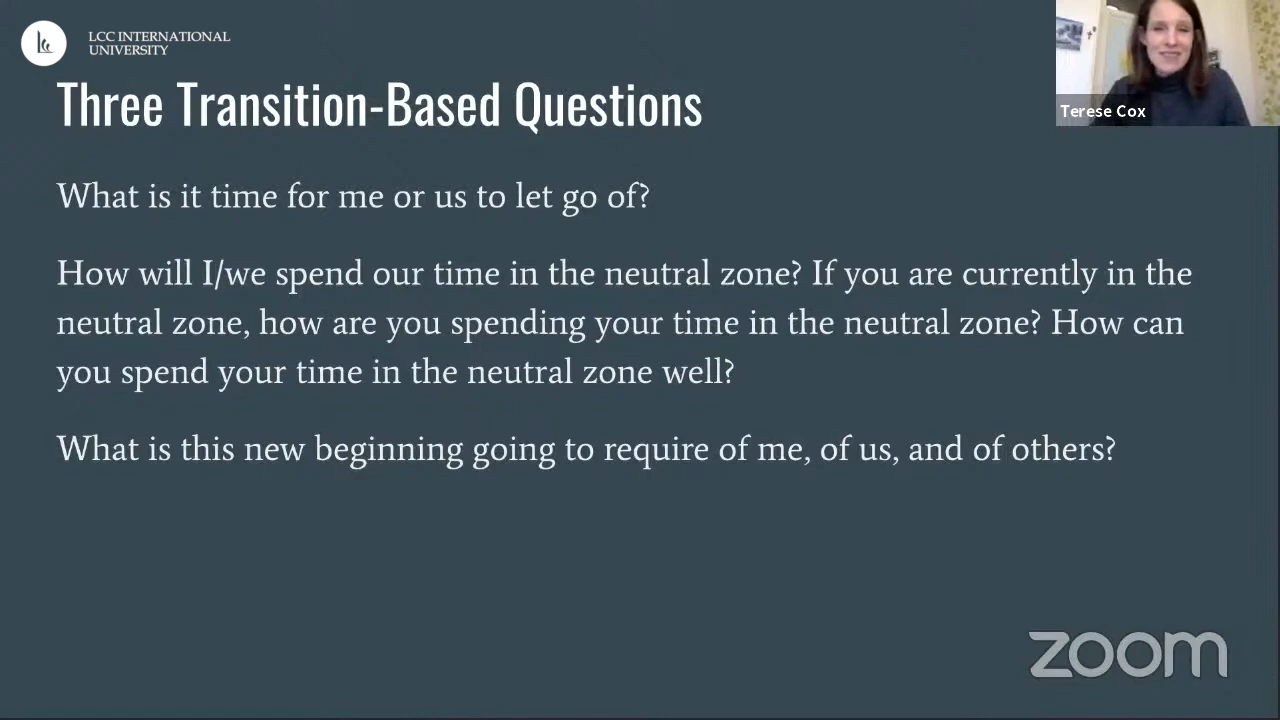 LCC INTERNATIONAL
UNIVERSITY
Three Transition-Based Questions
Terese Cox
What is it time for me or us to let go of?
How will I/we spend our time in the neutral zone? If you are currently in the
neutral zone, how are you spending your time in the neutral zone? How can
you spend your time in the neutral zone well?
What is this new beginning going to require of me, of us, and of others?
zoom